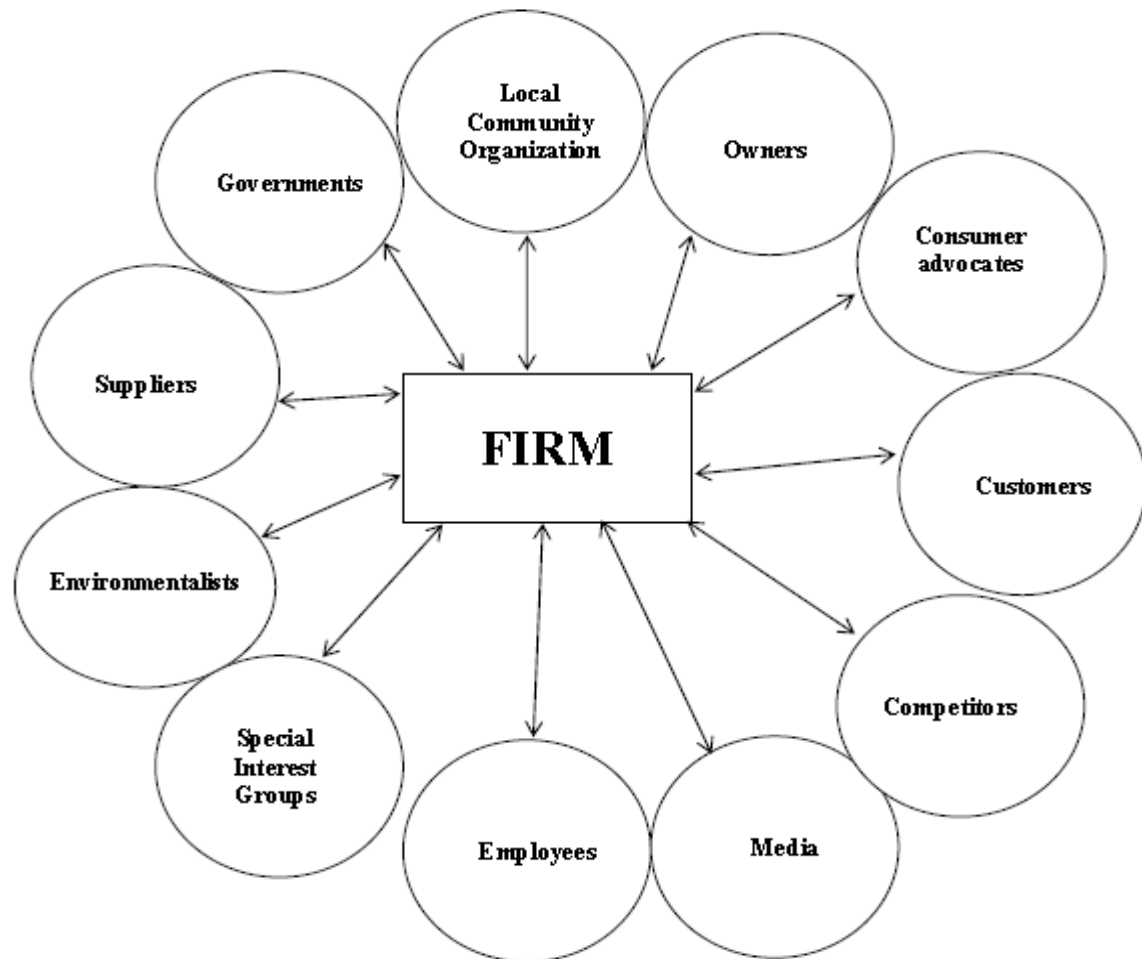 Local
Community
Organization
Owners
Governments
Consumer
advocates
Suppliers
FIRM
Customers
Environmentalists
Competitors
Special
Interest
Groups
Employees
Media